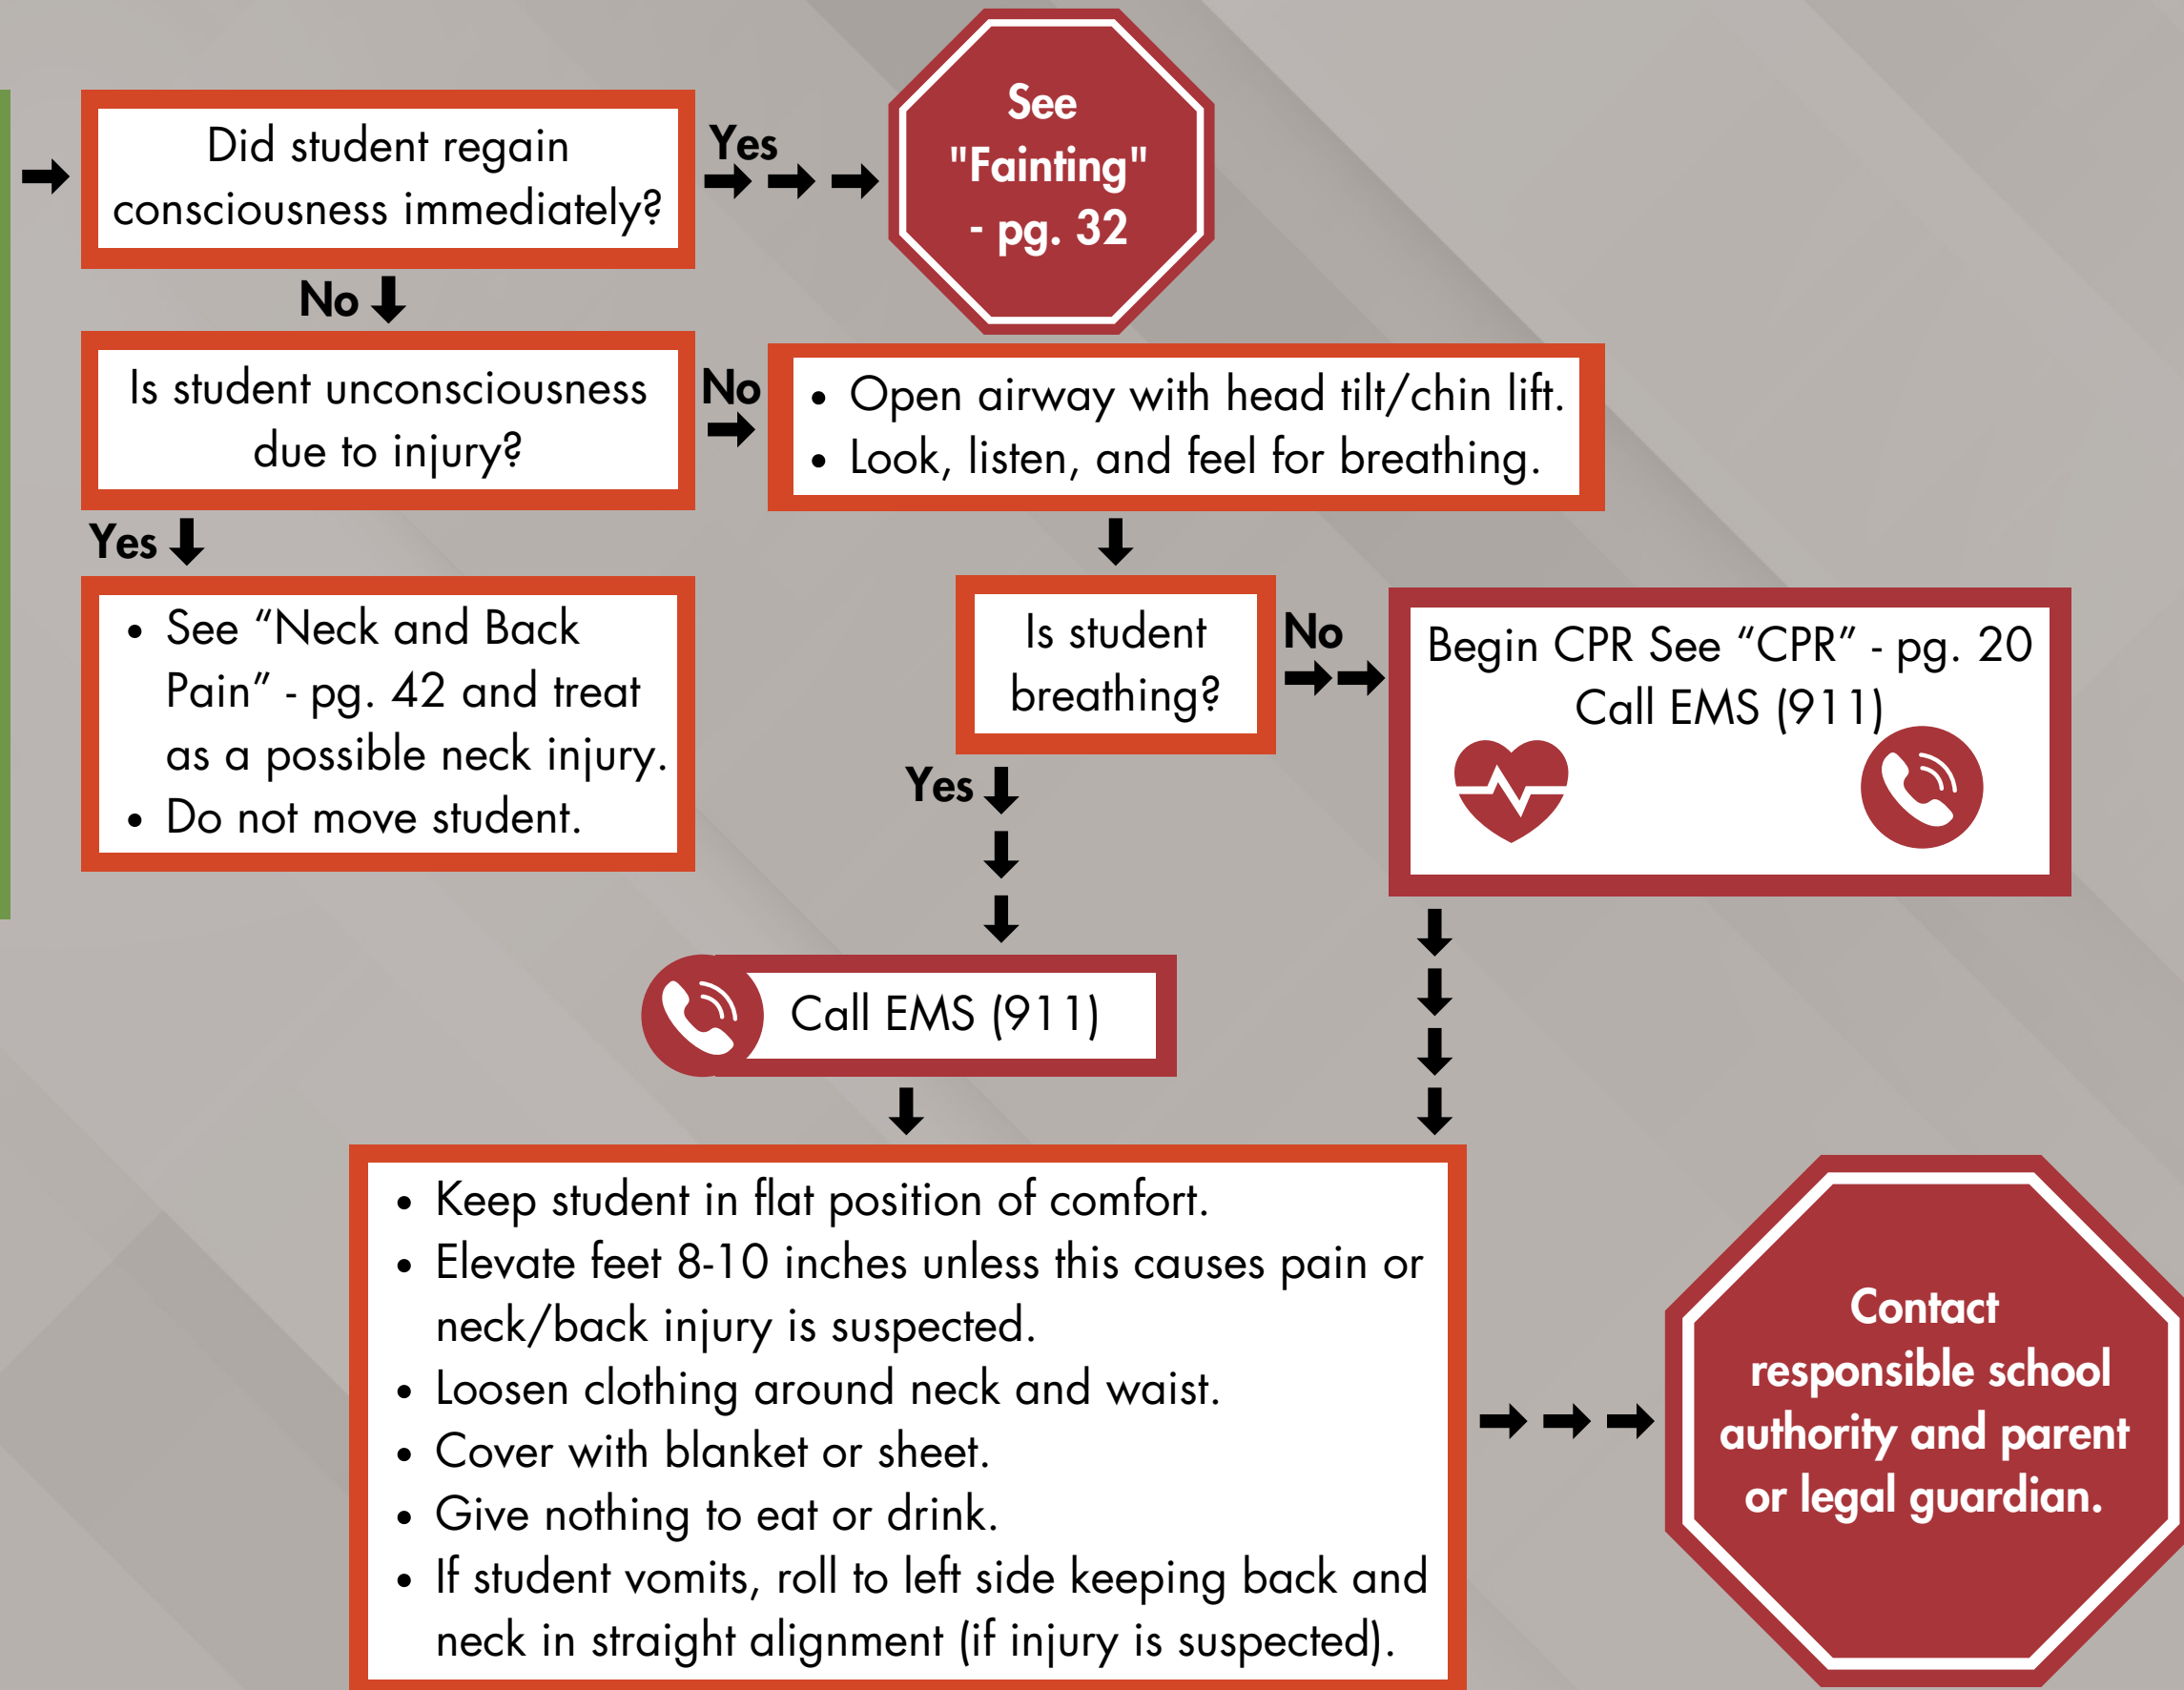 Did student regain
consciousness immediately?
Yes
See
"Fainting"
- pg. 32
No
Is student unconsciousness
due to injury?
No
• Open airway with head tilt/chin lift.
• Look, listen, and feel for breathing.
Yes
• See “Neck and Back
Pain” - pg. 42 and treat
as a possible neck injury.
• Do not move student.
Is student
breathing?
No
Begin CPR See “CPR” - pg. 20
Call EMS (911)
Yes
Call EMS (911)
• Keep student in flat position of comfort.
• Elevate feet 8-10 inches unless this causes pain or
neck/back injury is suspected.
• Loosen clothing around neck and waist.
• Cover with blanket or sheet.
• Give nothing to eat or drink.
• If student vomits, roll to left side keeping back and
neck in straight alignment (if injury is suspected).
Contact
responsible school
authority and parent
or legal guardian.